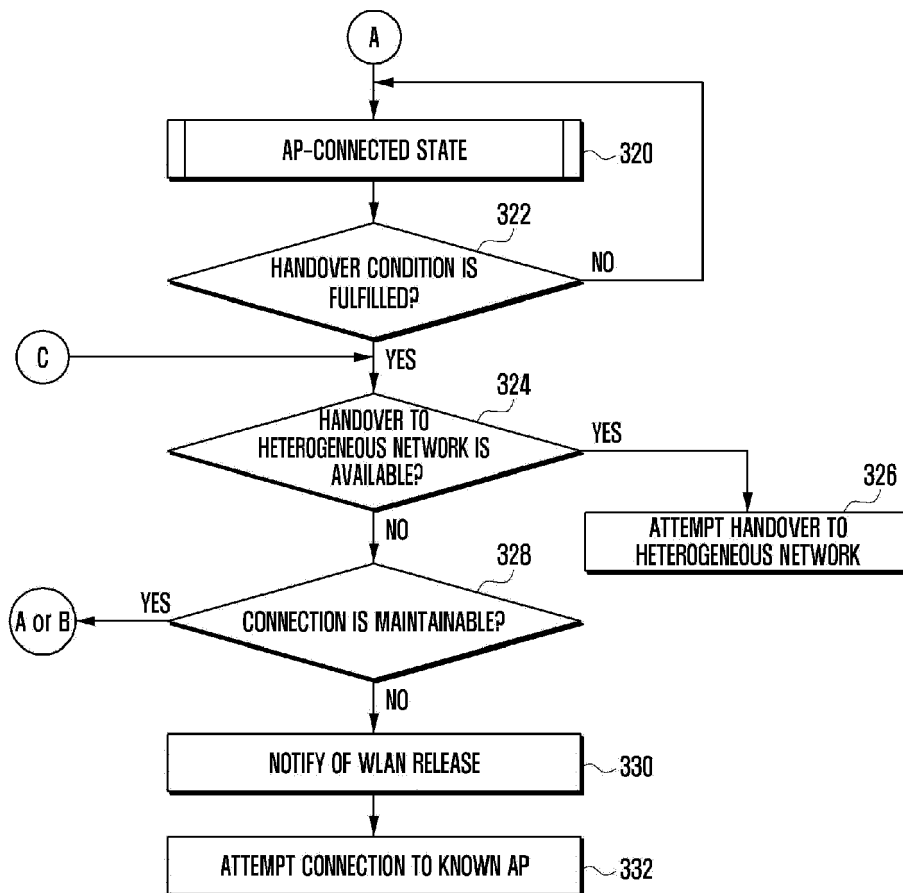 A
AP-CONNECTED STATE
320
322
HANDOVER CONDITION IS
FULFILLED?
NO
C
YES
324
HANDOVER TO
HETEROGENEOUS NETWORK IS
AVAILABLE?
YES
326
ATTEMPT HANDOVER TO
HETEROGENEOUS NETWORK
NO
328
A or B
YES
CONNECTION IS MAINTAINABLE?
NO
NOTIFY OF WLAN RELEASE
330
ATTEMPT CONNECTION TO KNOWN AP
332